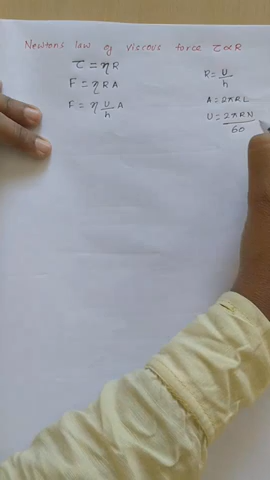 Newtons law of Viscous force τ∝R
τ = ηR
F = ηRA
F = η U/h A
R = U/h
A = 2πRL
U = 2πRN/60